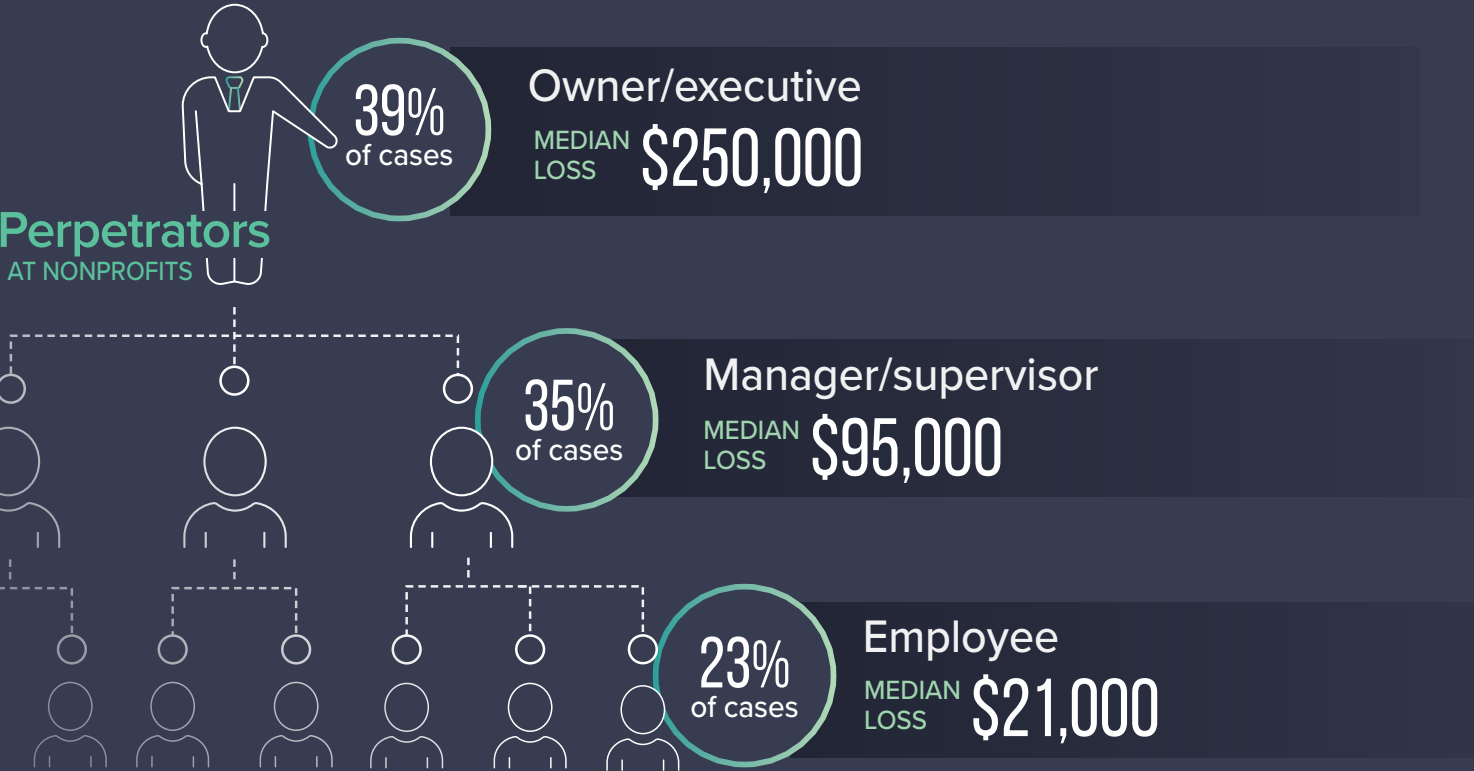 39%
of cases
Owner/executive
MEDIAN
LOSS
$250,000
Perpetrators
AT NONPROFITS
35%
of cases
Manager/supervisor
MEDIAN
LOSS
$95,000
23%
of cases
Employee
MEDIAN
LOSS
$21,000